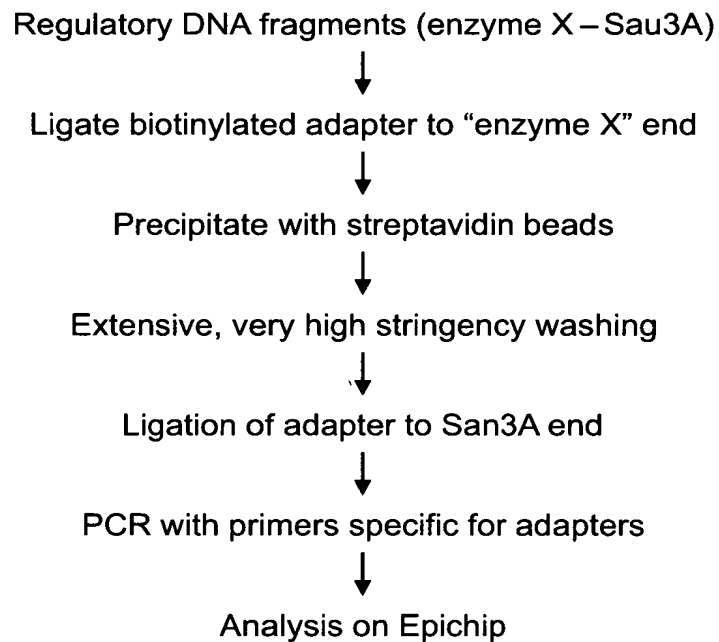 Regulatory DNA fragments (enzyme X – Sau3A)
Ligate biotinylated adapter to “enzyme X” end
Precipitate with streptavidin beads
Extensive, very high stringency washing
Ligation of adapter to San3A end
PCR with primers specific for adapters
Analysis on Epichip